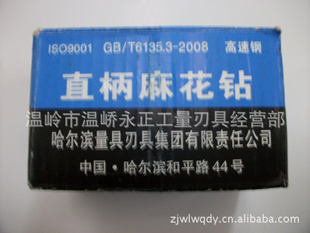 ISO9001 GB/T6135.3-2008 高速钢
直柄麻花钻
温岭市温峤永正工量刃具经营部
哈尔滨量具刃具集团有限责任公司
中国·哈尔滨和平路44号
zjwlwqdy.1688.com